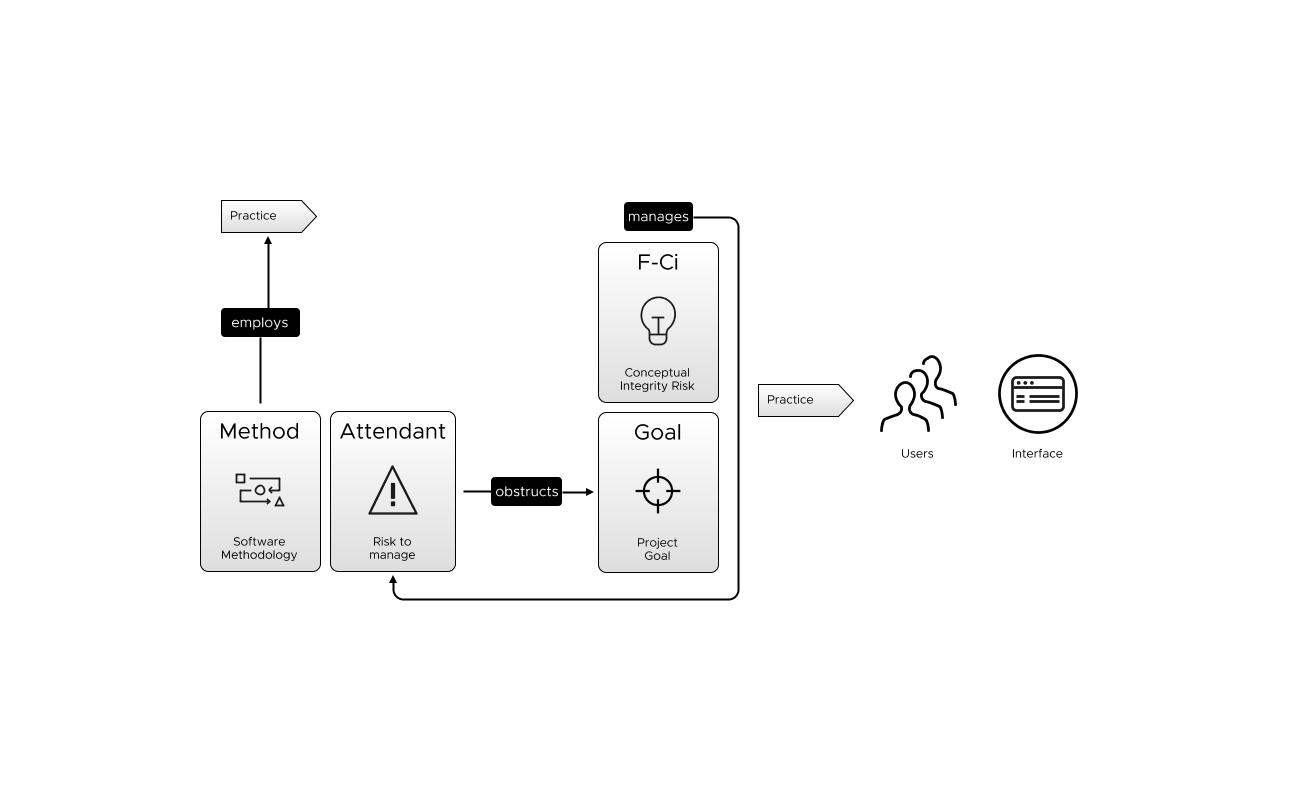 Practice
manages
F-Ci
employs
Conceptual
Integrity Risk
Practice
Method
Attendant
Goal
Users
Interface
obstructs
Software
Methodology
Risk to
manage
Project
Goal